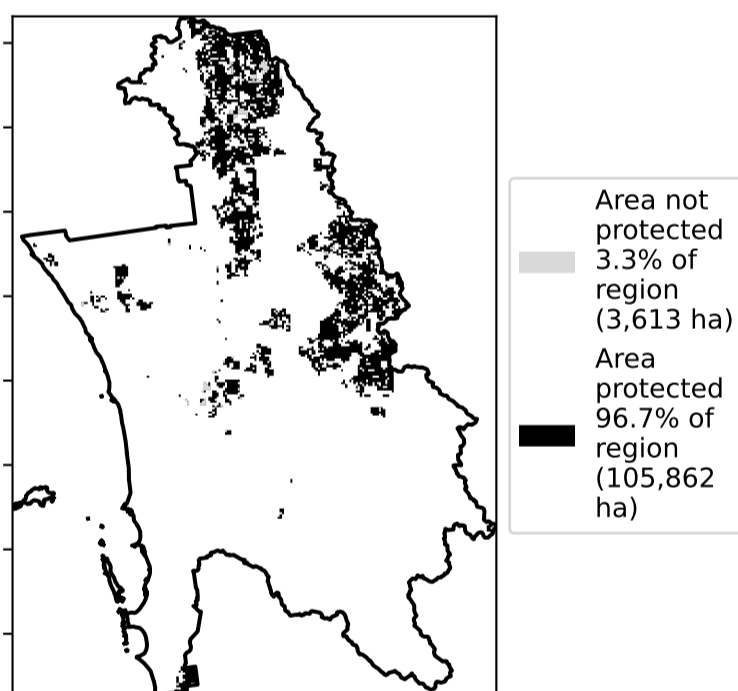 Area not
protected
3.3% of
region
(3,613 ha)
Area
protected
96.7% of
region
(105,862
ha)